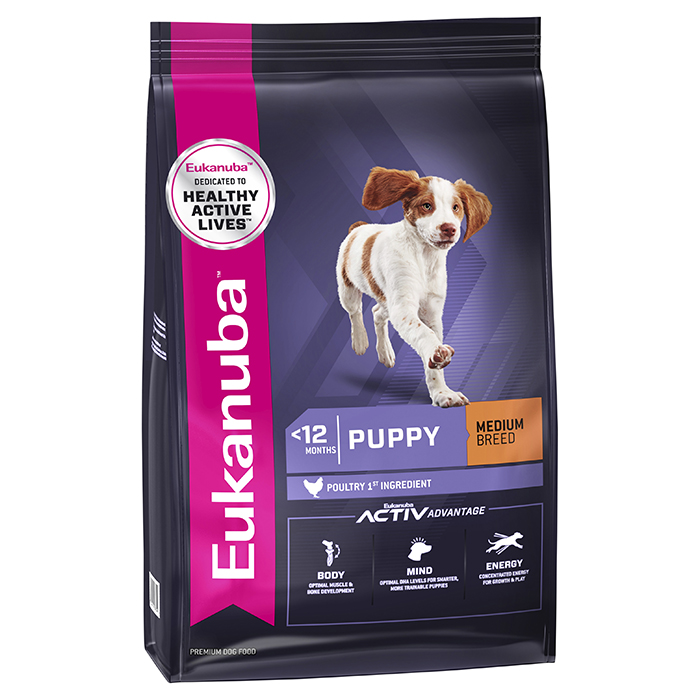 Eukanuba™
DEDICATED TO
HEALTHY
ACTIVE
LIVES™
Eukanuba™
<12
MONTHS
PUPPY
MEDIUM
BREED
POULTRY 1ST INGREDIENT
Eukanuba
ACTIVADVANTAGE
BODY
OPTIMAL MUSCLE &
BONE DEVELOPMENT
MIND
OPTIMAL DHA LEVELS FOR SMARTER,
MORE TRAINABLE PUPPIES
ENERGY
CONCENTRATED ENERGY
FOR GROWTH & PLAY
PREMIUM DOG FOOD